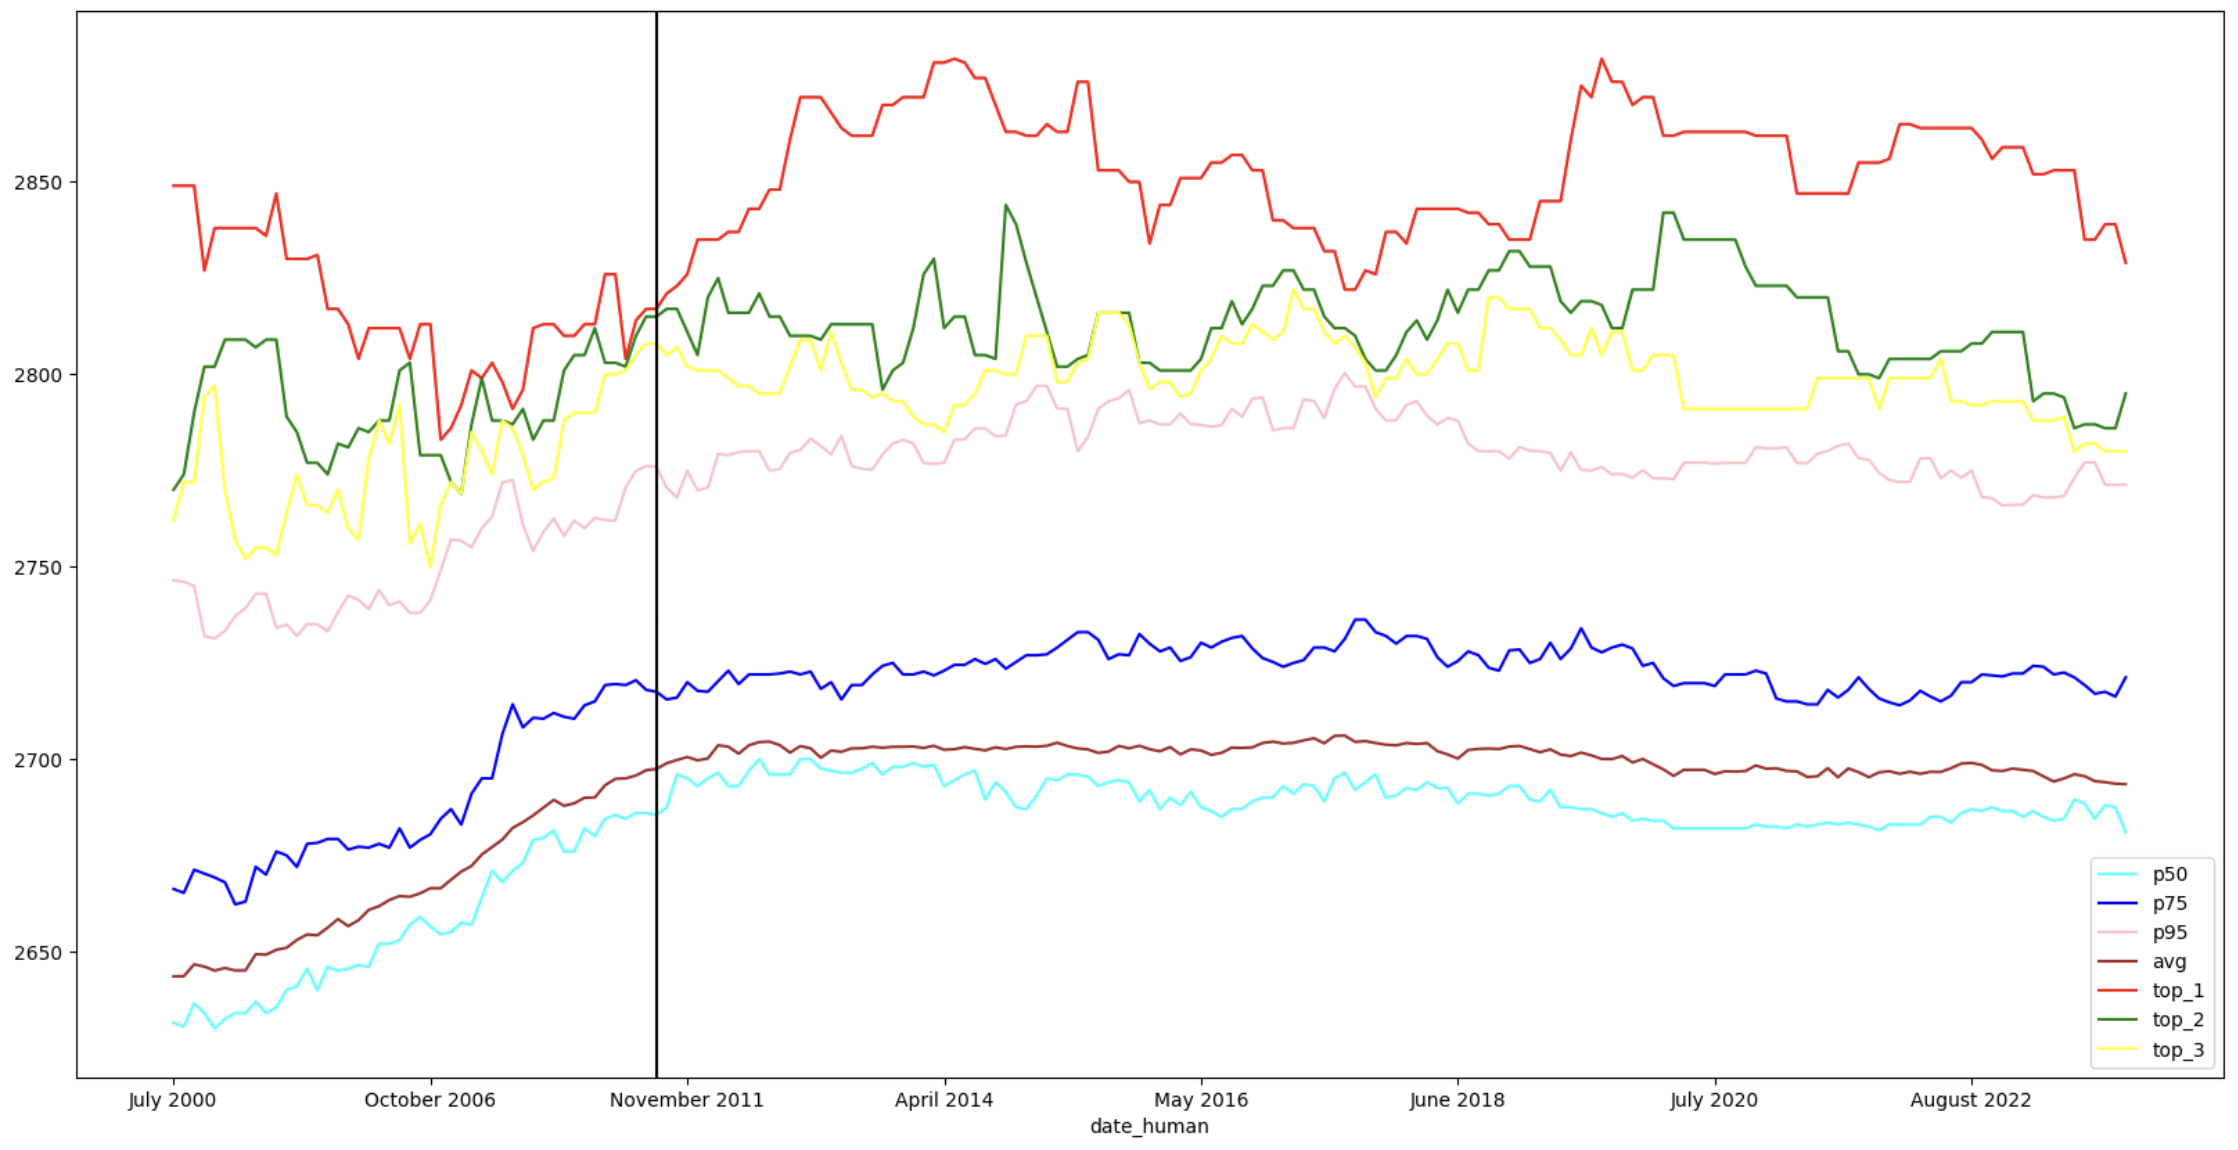 2850
2800
2750
2700
2650
July 2000 October 2006 November 2011 April 2014 May 2016 June 2018 July 2020 August 2022
date_human
p50
p75
p95
avg
top_1
top_2
top_3